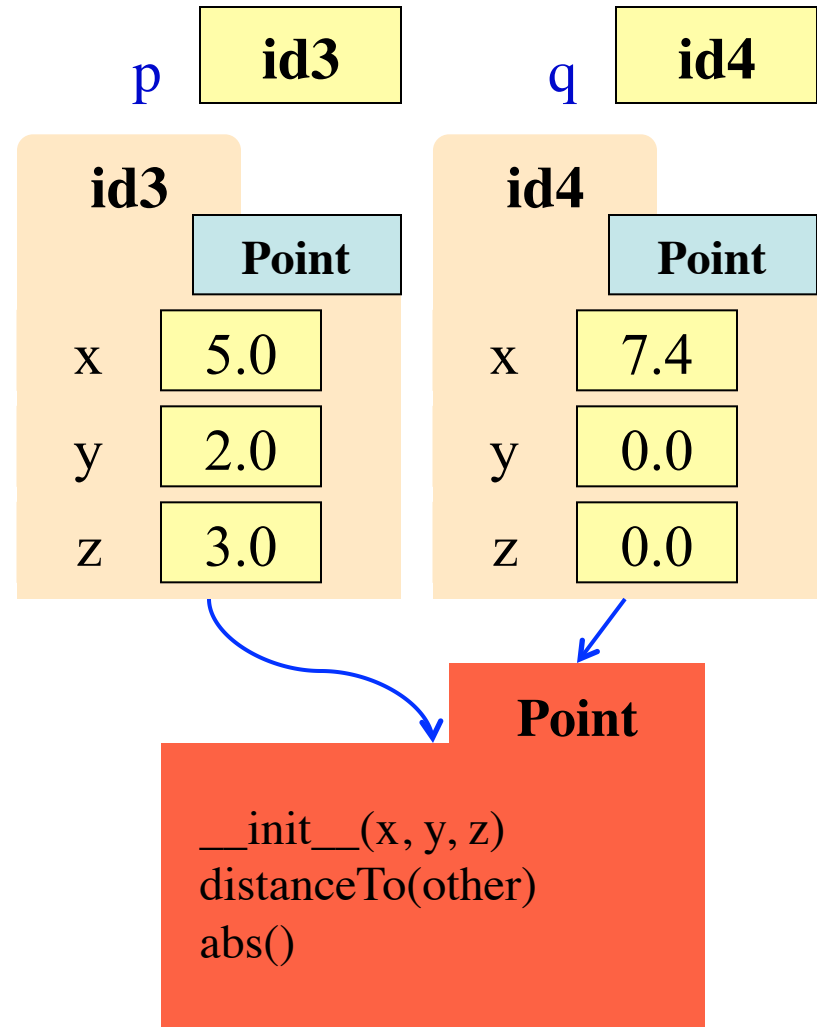 p id3
q id4
id3
Point
x 5.0
y 2.0
z 3.0
id4
Point
x 7.4
y 0.0
z 0.0
Point
__init__(x, y, z)
distanceTo(other)
abs()